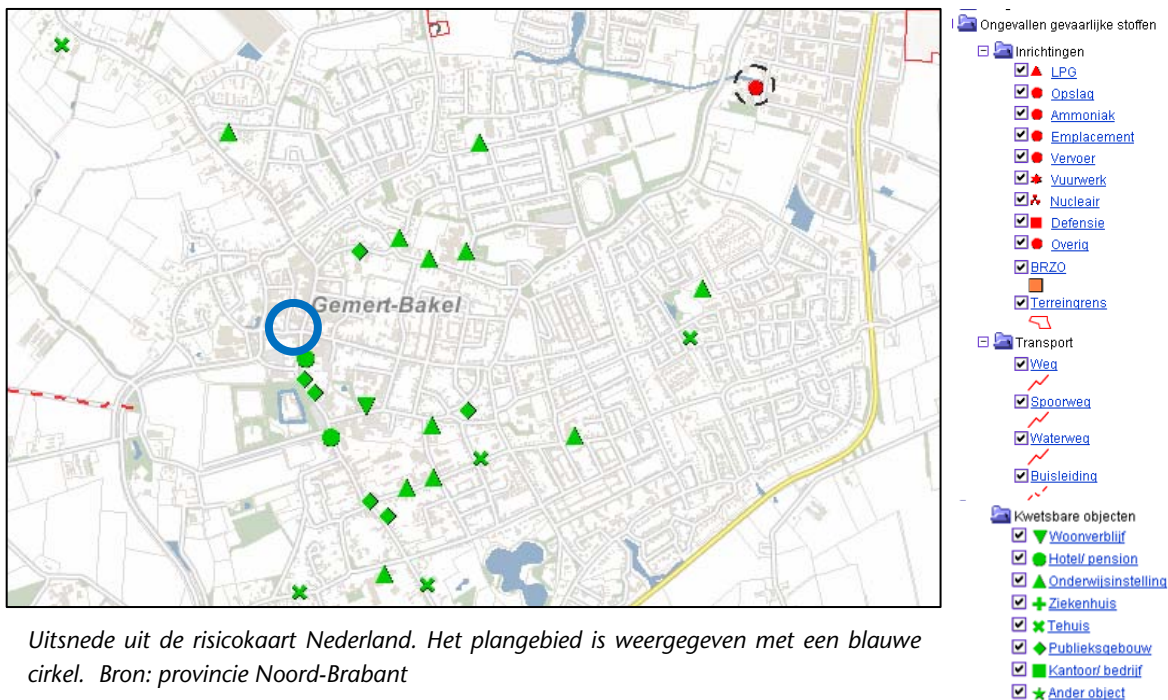 Gemert-Bakel
Ongevallen gevaarlijke stoffen
Inrichtingen
LPG
Opslag
Ammoniak
Emplacement
Vervoer
Vuurwerk
Nucleair
Defensie
Overig
BRZO
Terreingrens
Transport
Weg
Spoorweg
Waterweg
Buisleiding
Kwetsbare objecten
Woonverblijf
Hotel/ pension
Onderwijsinstelling
Ziekenhuis
Tehuis
Publieksgebouw
Kantoor/ bedrijf
Ander object
Uitsnede uit de risicokaart Nederland. Het plangebied is weergegeven met een blauwe
cirkel. Bron: provincie Noord-Brabant